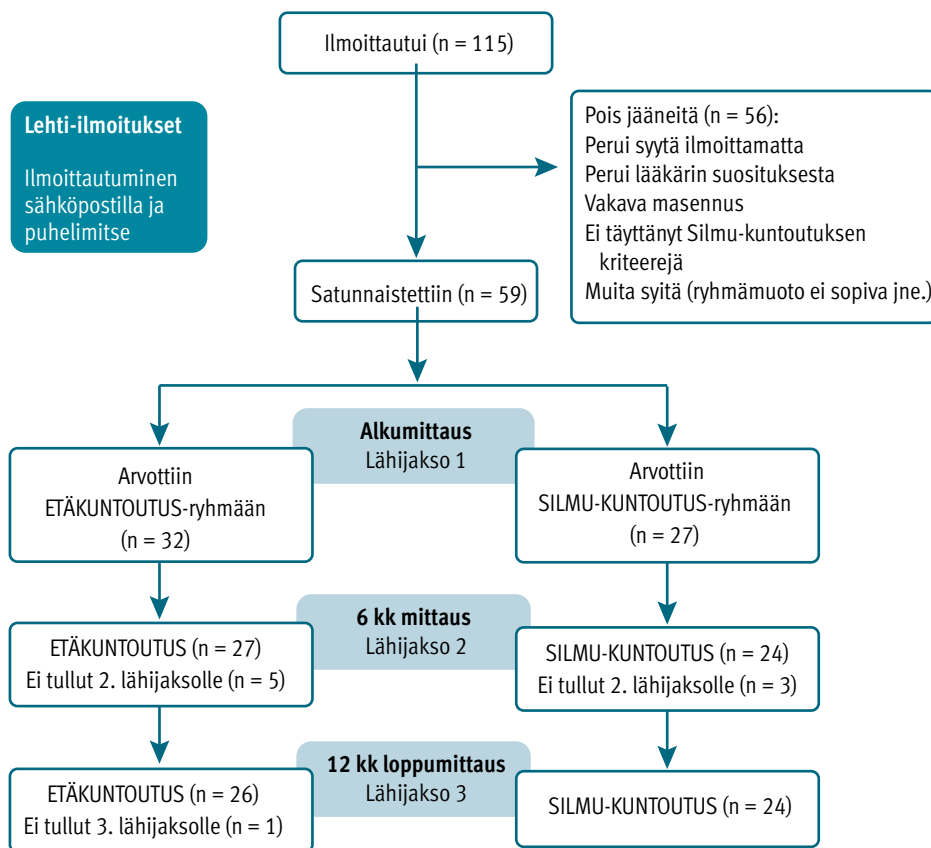 Ilmoittautui (n = 115)
Lehti-ilmoitukset
Ilmoittautuminen
sähköpostilla ja
puhelimitse
Pois jääneitä (n = 56):
Perui syytä ilmoittamatta
Perui lääkärin suosituksesta
Vakava masennus
Ei täyttänyt Silmu-kuntoutuksen
kriteerejä
Muita syitä (ryhmämuoto ei sopiva jne.)
Satunnaistettiin (n = 59)
Alkumittaus
Lähijakso 1
Arvottiin
ETÄKUNTOUTUS-ryhmään
(n = 32)
Arvottiin
SILMU-KUNTOUTUS-ryhmään
(n = 27)
6 kk mittaus
Lähijakso 2
ETÄKUNTOUTUS (n = 27)
Ei tullut 2. lähijaksolle (n = 5)
SILMU-KUNTOUTUS (n = 24)
Ei tullut 2. lähijaksolle (n = 3)
12 kk loppumittaus
Lähijakso 3
ETÄKUNTOUTUS (n = 26)
Ei tullut 3. lähijaksolle (n = 1)
SILMU-KUNTOUTUS (n = 24)